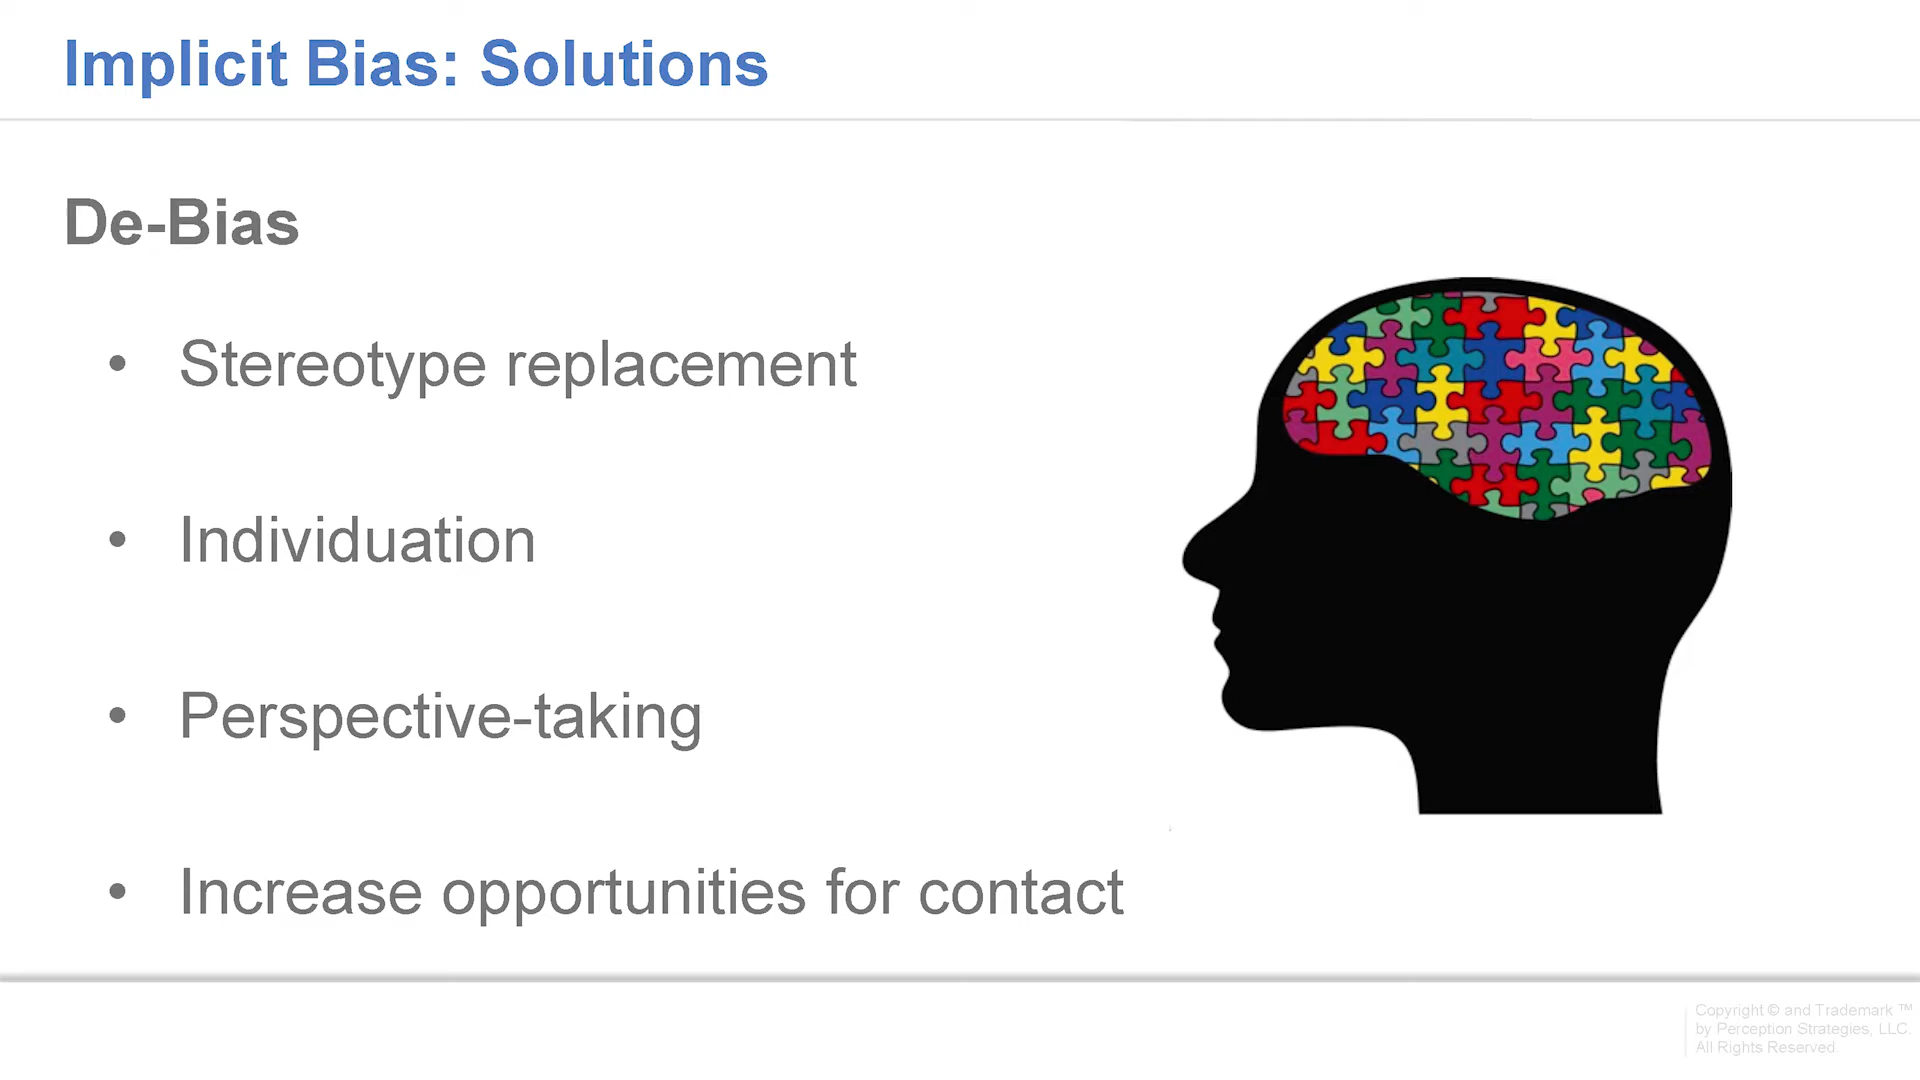 Implicit Bias: Solutions
De-Bias
• Stereotype replacement
• Individuation
• Perspective-taking
• Increase opportunities for contact
Copyright © and Trademark ™
by Perception Strategies, LLC.
All Rights Reserved.